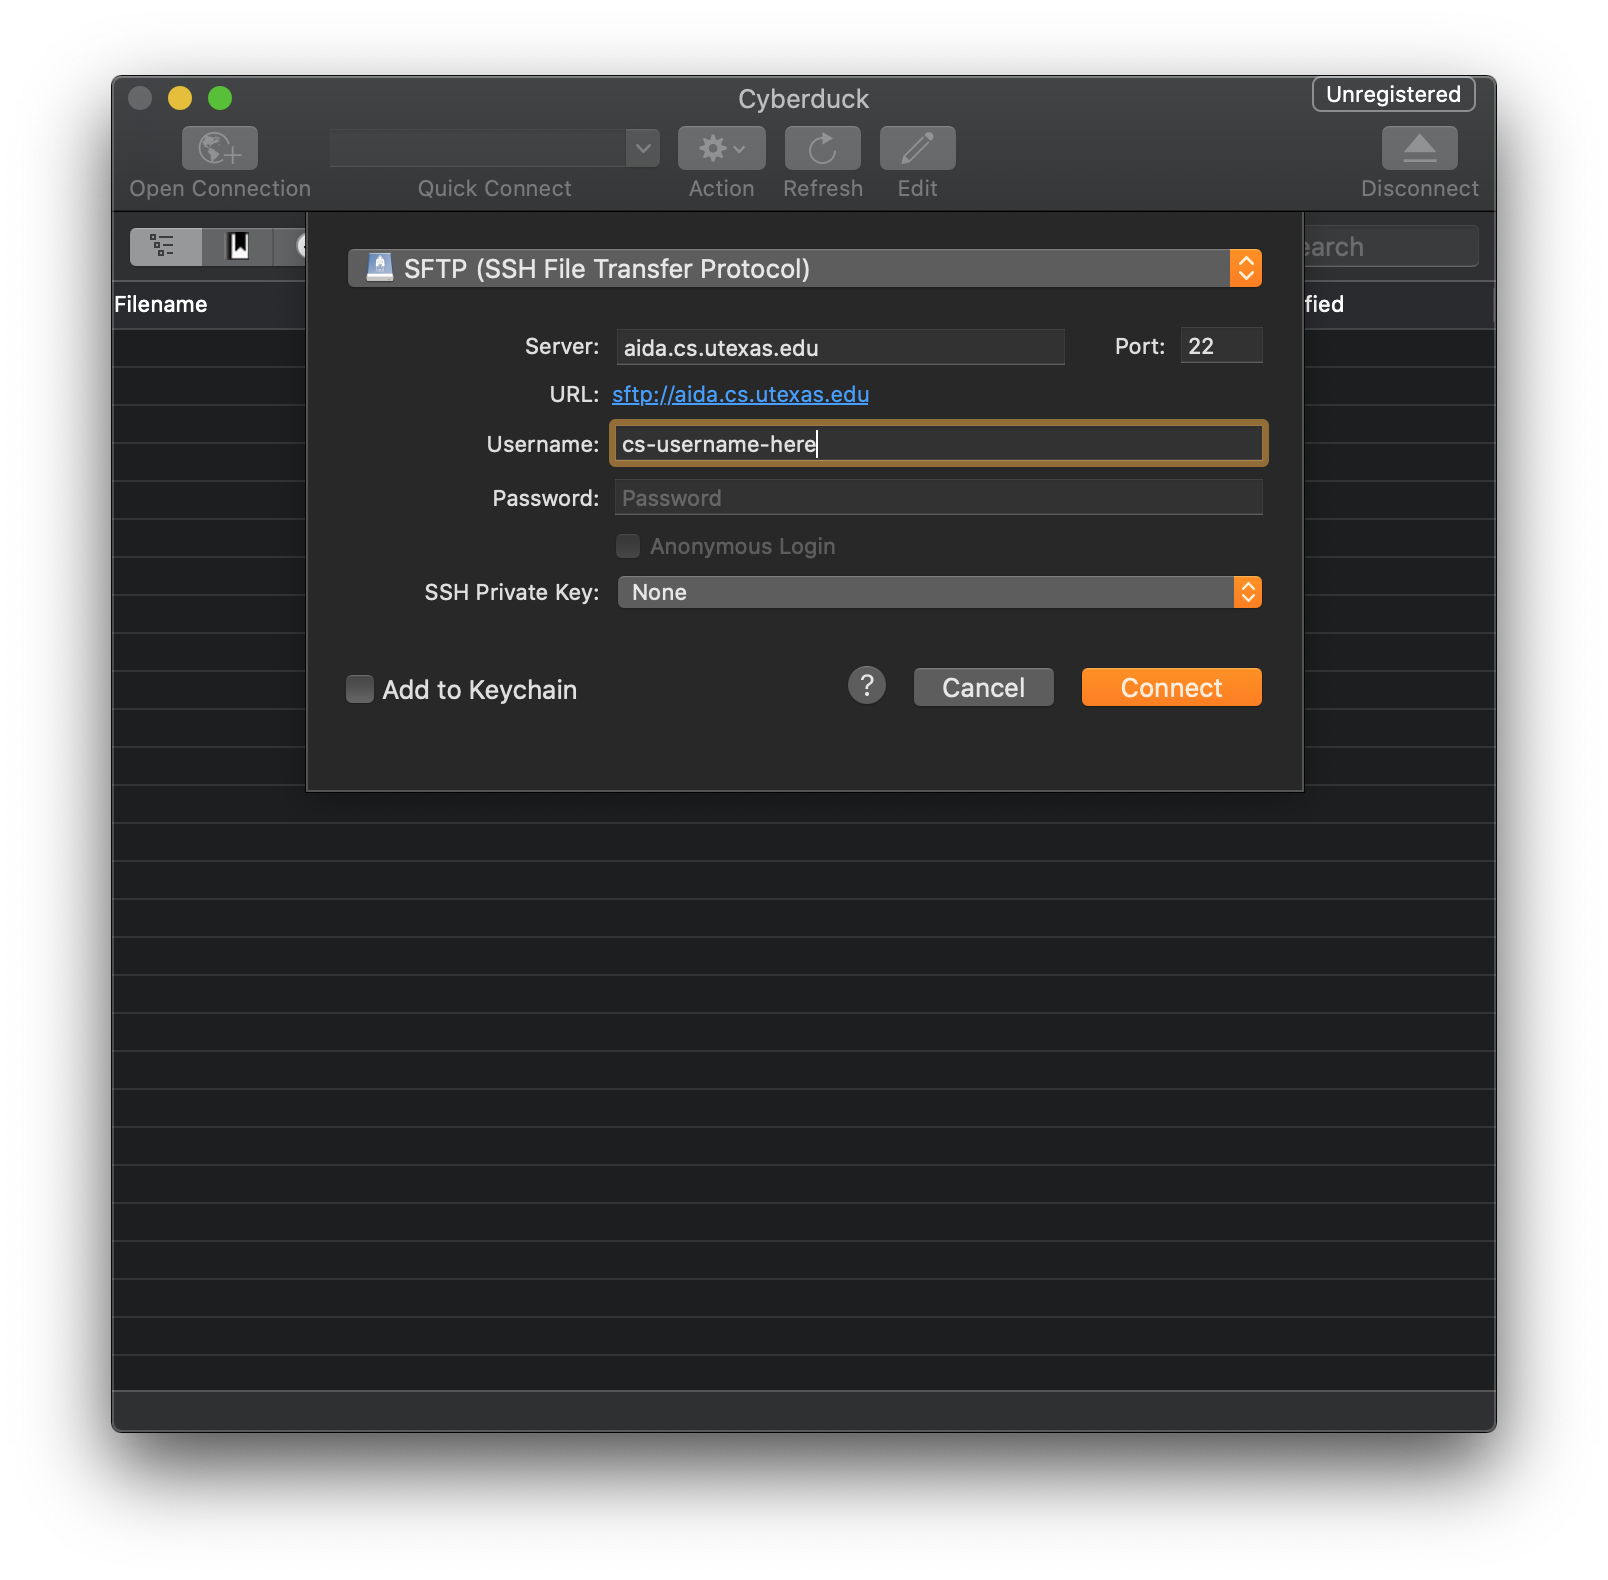 Cyberduck
Unregistered
Open Connection
Quick Connect
Action
Refresh
Edit
Disconnect
SFTP (SSH File Transfer Protocol)
earch
Filename
fied
Server: aida.cs.utexas.edu Port: 22
URL: sftp://aida.cs.utexas.edu
Username: cs-username-here
Password: Password
Anonymous Login
SSH Private Key: None
Add to Keychain
?
Cancel
Connect